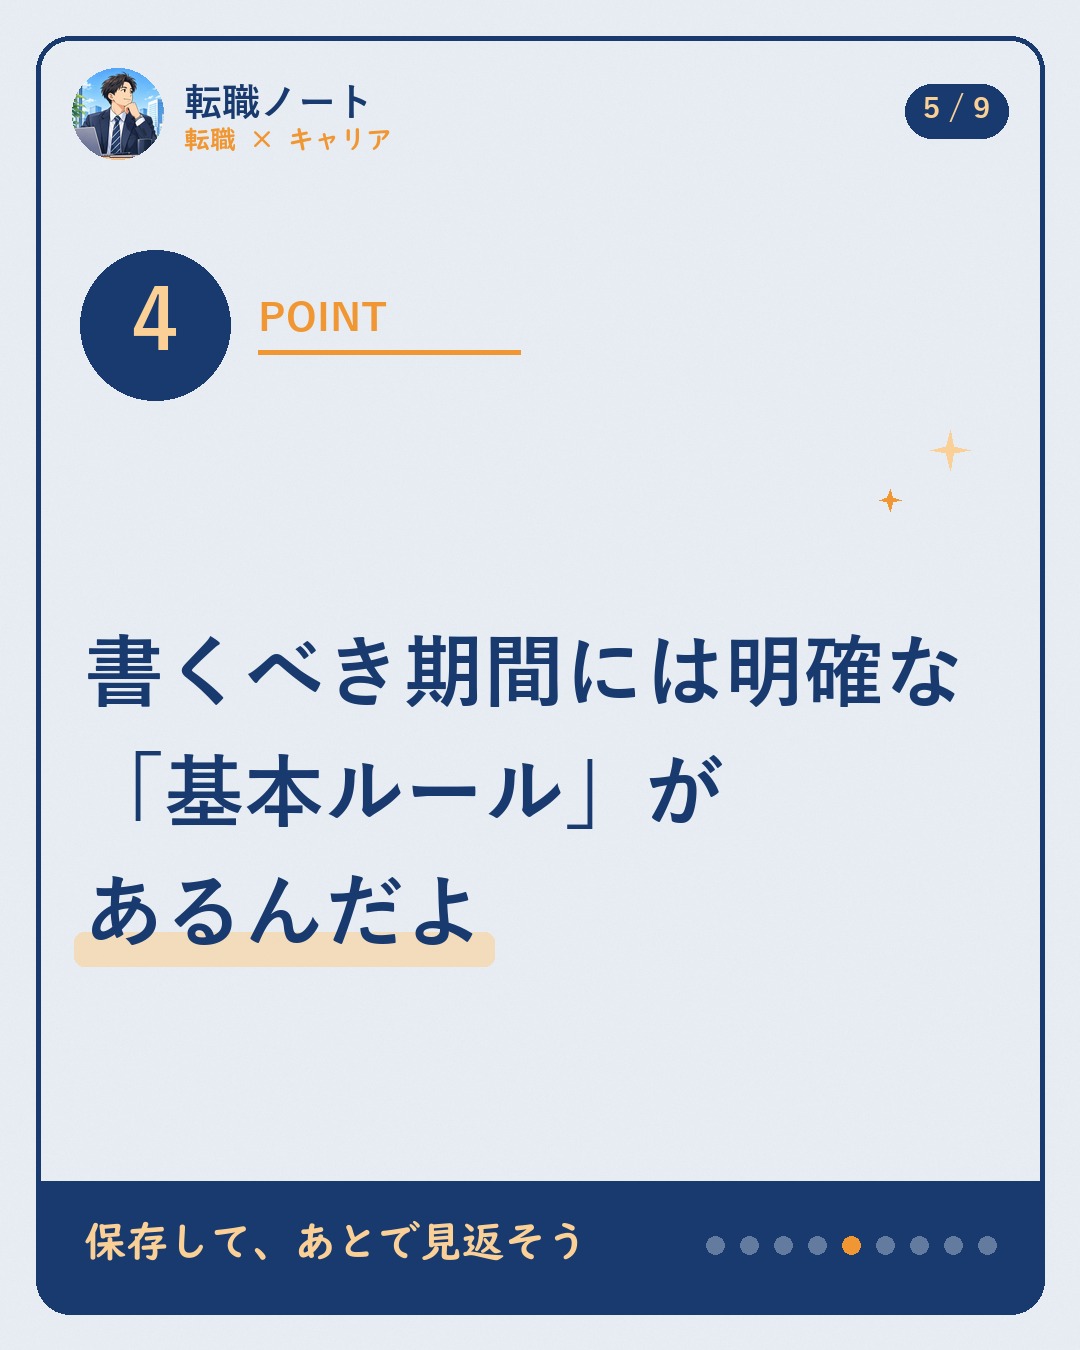 転職ノート
転職 × キャリア
5 / 9
4
POINT
書くべき期間には明確な
「基本ルール」が
あるんだよ
保存して、あとで見返そう